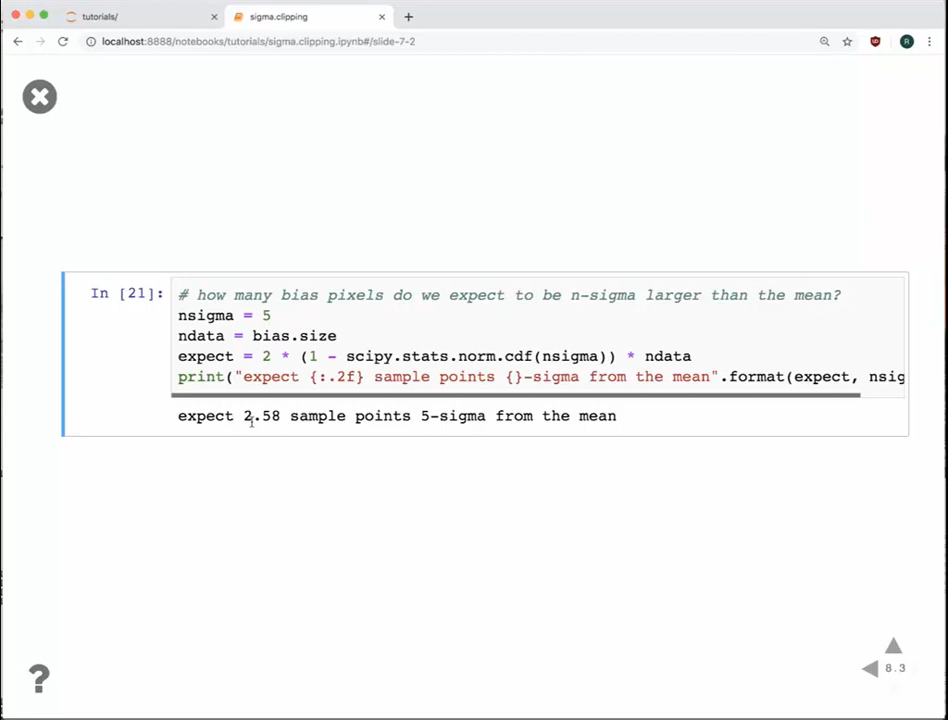 tutorials/
sigma.clipping
localhost:8888/notebooks/tutorials/sigma.clipping.ipynb#/slide-7-2
In [21]:
# how many bias pixels do we expect to be n-sigma larger than the mean?
nsigma = 5
ndata = bias.size
expect = 2 * (1 - scipy.stats.norm.cdf(nsigma)) * ndata
print("expect {:.2f} sample points {}-sigma from the mean".format(expect, nsig
expect 2.58 sample points 5-sigma from the mean
?
8.3